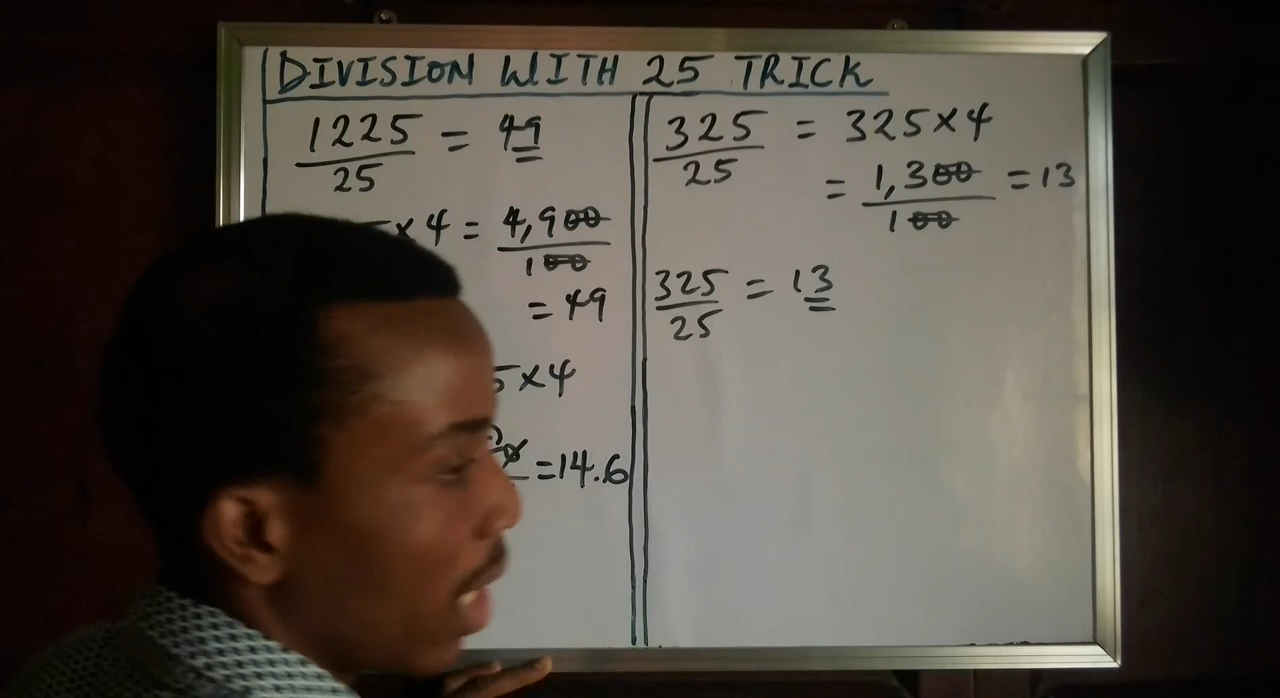 DIVISION WITH 25 TRICK
1225 = 49
25
×4 = 4,900
100
= 49
5×4
=14.6
325 = 325×4
25
= 1,300 = 13
100
325 = 13
25